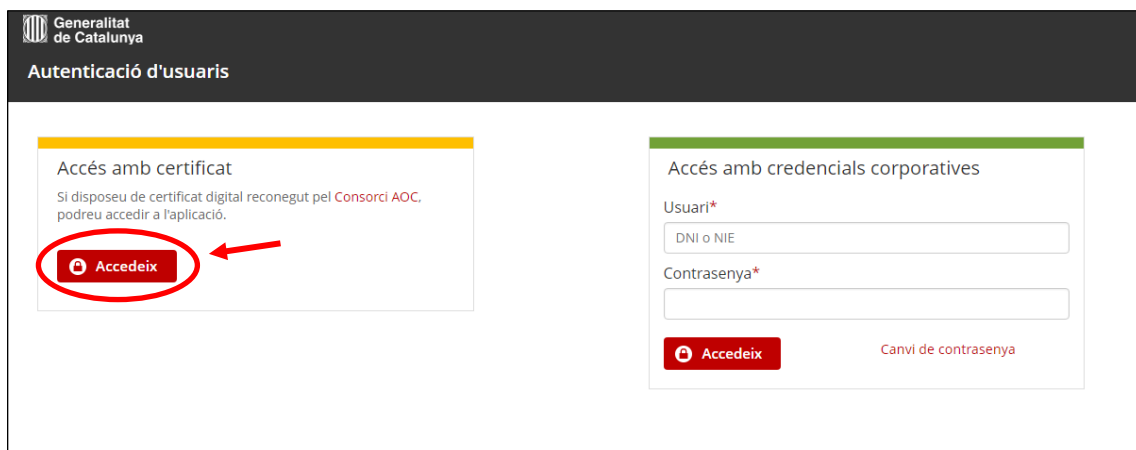 Generalitat
de Catalunya
Autenticació d'usuaris
Accés amb certificat
Si disposeu de certificat digital reconegut pel Consorci AOC,
podreu accedir a l'aplicació.
Accedeix
Accés amb credencials corporatives
Usuari*
DNI o NIE
Contrasenya*
Accedeix
Canvi de contrasenya